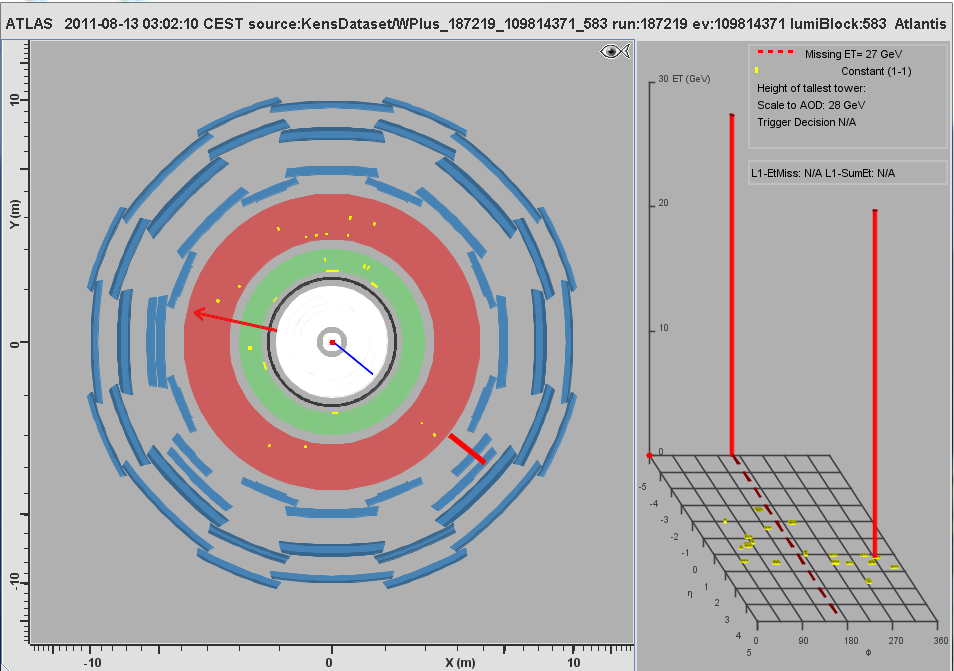 ATLAS 2011-08-13 03:02:10 CEST source:KensDataset/WPlus_187219_109814371_583 run:187219 ev:109814371 lumiBlock:583 Atlantis
Missing ET= 27 GeV
Constant (1-1)
Height of tallest tower:
Scale to AOD: 28 GeV
Trigger Decision N/A
L1-EtMiss: N/A L1-SumEt: N/A
10
Y (m)
0
-10
-10
0
X (m)
10
30 ET (GeV)
20
10
0
-5
-4
-3
-2
-1
0
1
η
2
3
4
5
0
90
180
270
360
Φ